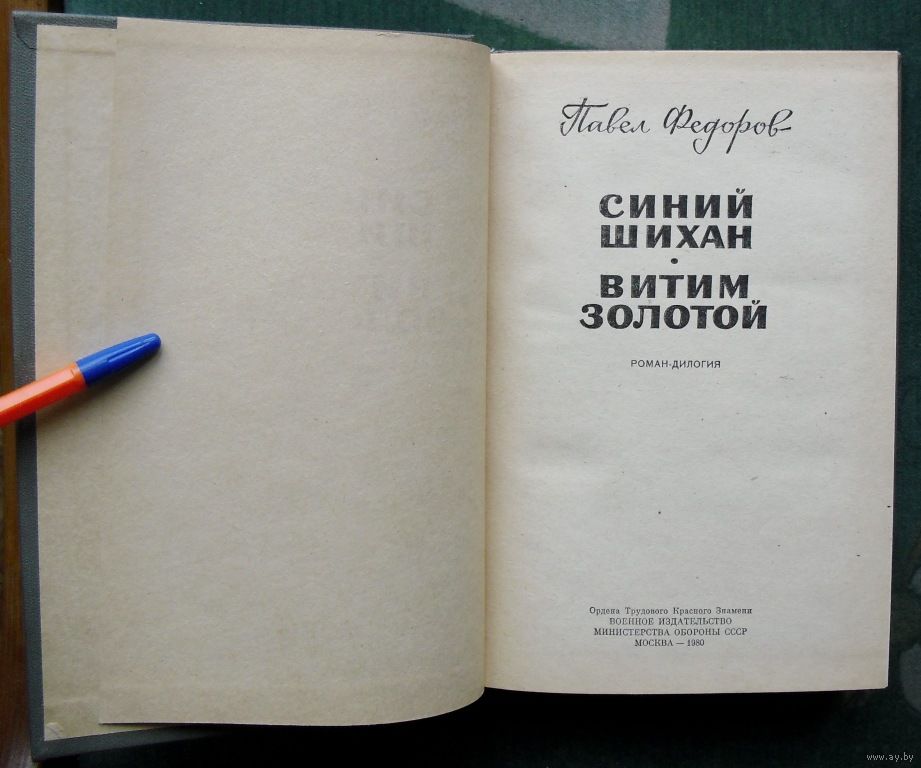 Павел Федоров
СИНИЙ
ШИХАН
•
ВИТИМ
ЗОЛОТОЙ
РОМАН-ДИЛОГИЯ
Ордена Трудового Красного Знамени
ВОЕННОЕ ИЗДАТЕЛЬСТВО
МИНИСТЕРСТВА ОБОРОНЫ СССР
МОСКВА — 1980
www.ay.by